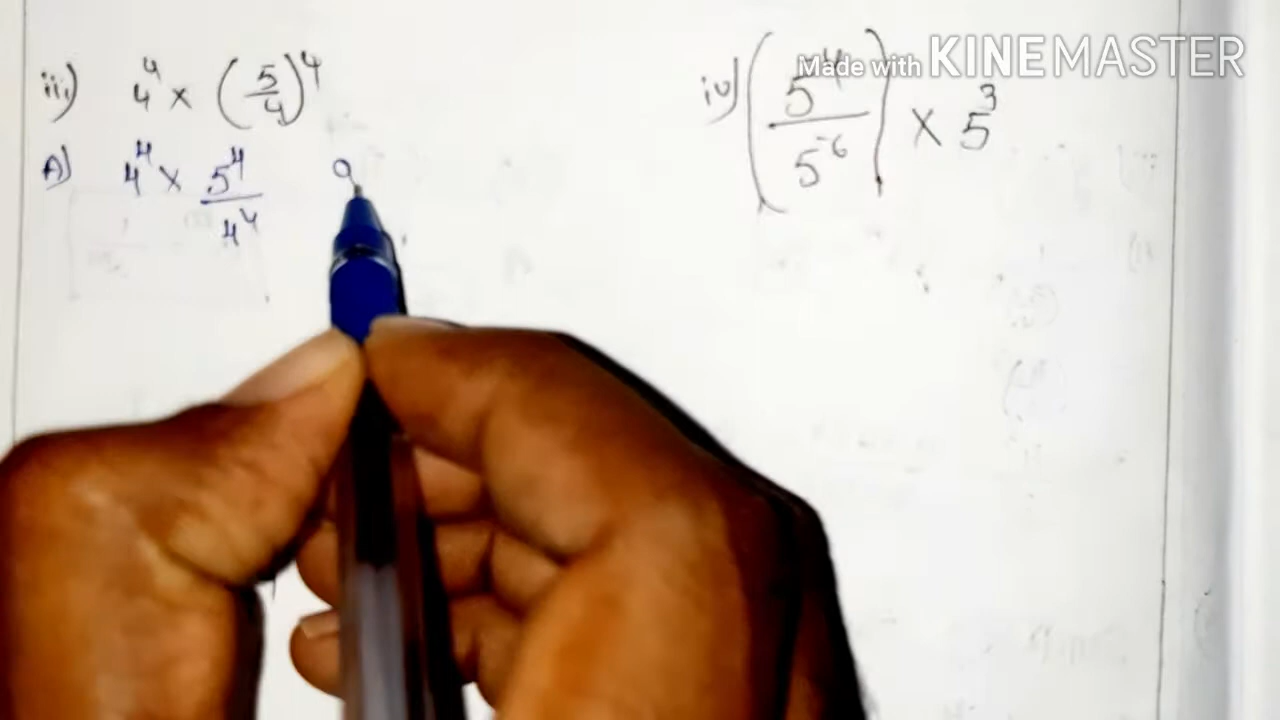 iii) 4⁴ × (5/4)⁴
A) 4⁴ × 5⁴/4⁴ a
iv) (5⁴/5⁻⁶) × 5³
Made with KINEMASTER